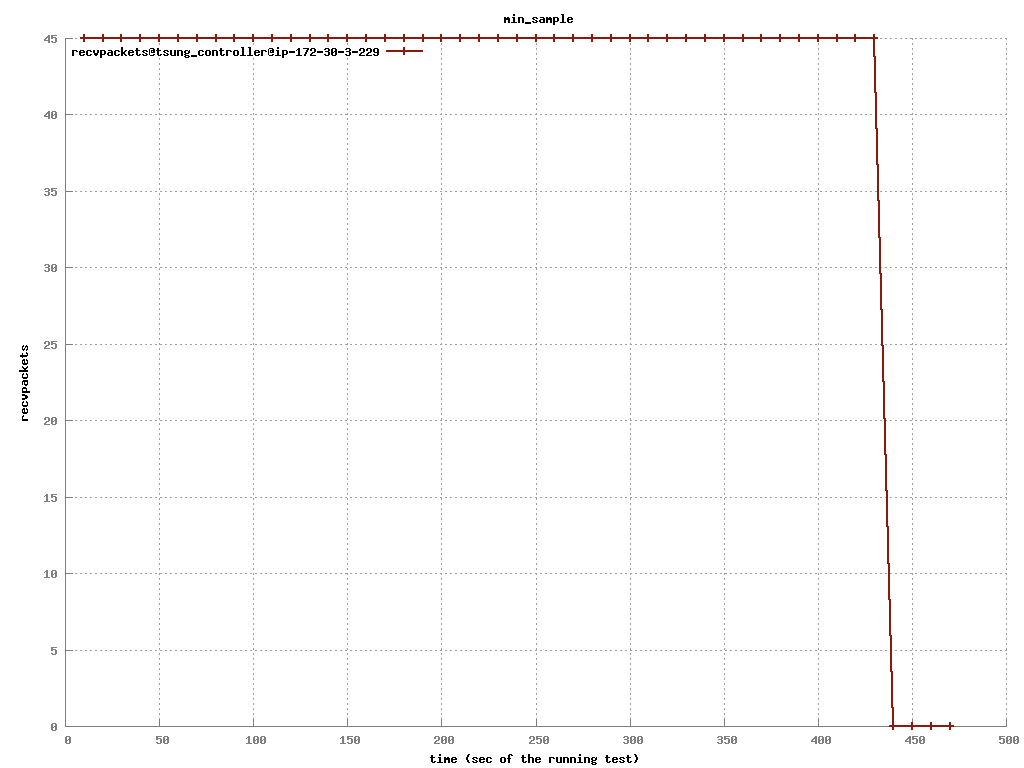 min_sample
45
recvpackets@tsung_controller@ip-172-30-3-229
40
35
30
25
recvpackets
20
15
10
5
0
0 50 100 150 200 250 300 350 400 450 500
time (sec of the running test)